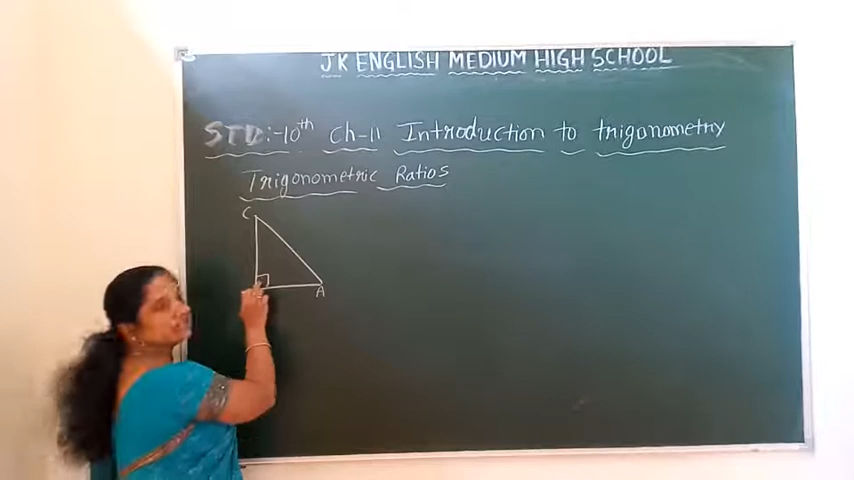 JK ENGLISH MEDIUM HIGH SCHOOL
STD:-10th Ch-11 Introduction to trigonometry
Trigonometric Ratios
C
A